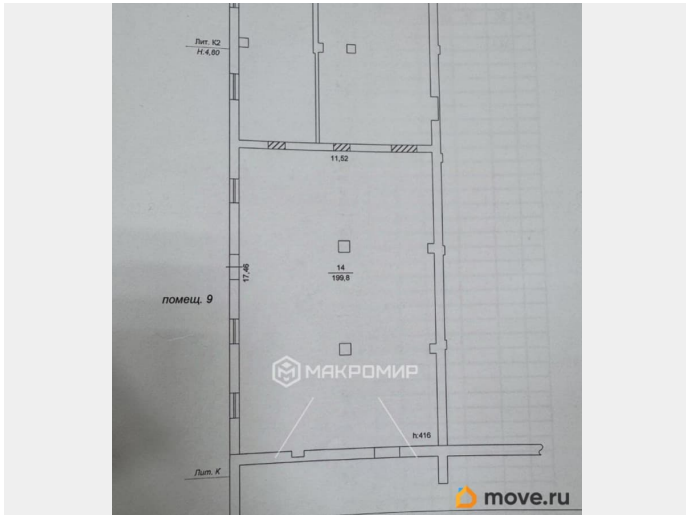 Лит. К2
Н:4,80
11,52
17,46
14
199,8
помещ. 9
МАКРОМИР
h:416
Лит. К
move.ru